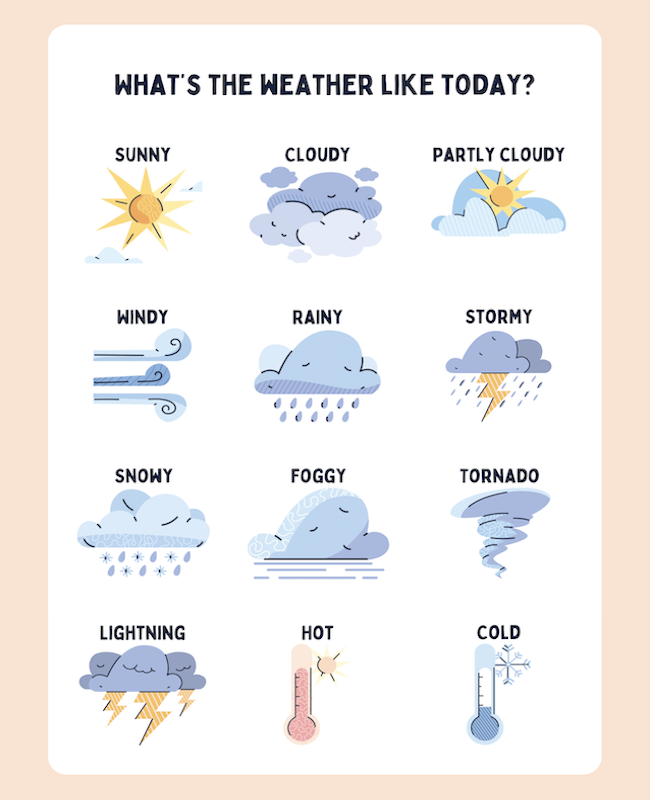 WHAT'S THE WEATHER LIKE TODAY?
SUNNY
CLOUDY
PARTLY CLOUDY
WINDY
RAINY
STORMY
SNOWY
FOGGY
TORNADO
LIGHTNING
HOT
COLD